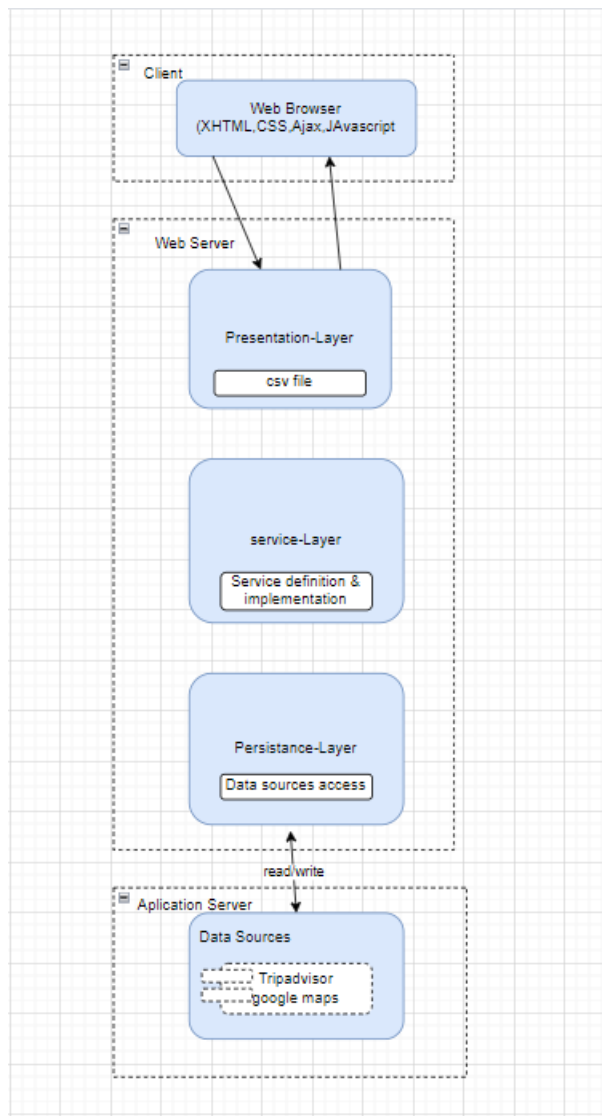 Client
Web Browser
(XHTML,CSS,Ajax,JAvascript
Web Server
Presentation-Layer
csv file
service-Layer
Service definition &
implementation
Persistance-Layer
Data sources access
read/write
Aplication Server
Data Sources
Tripadvisor
google maps